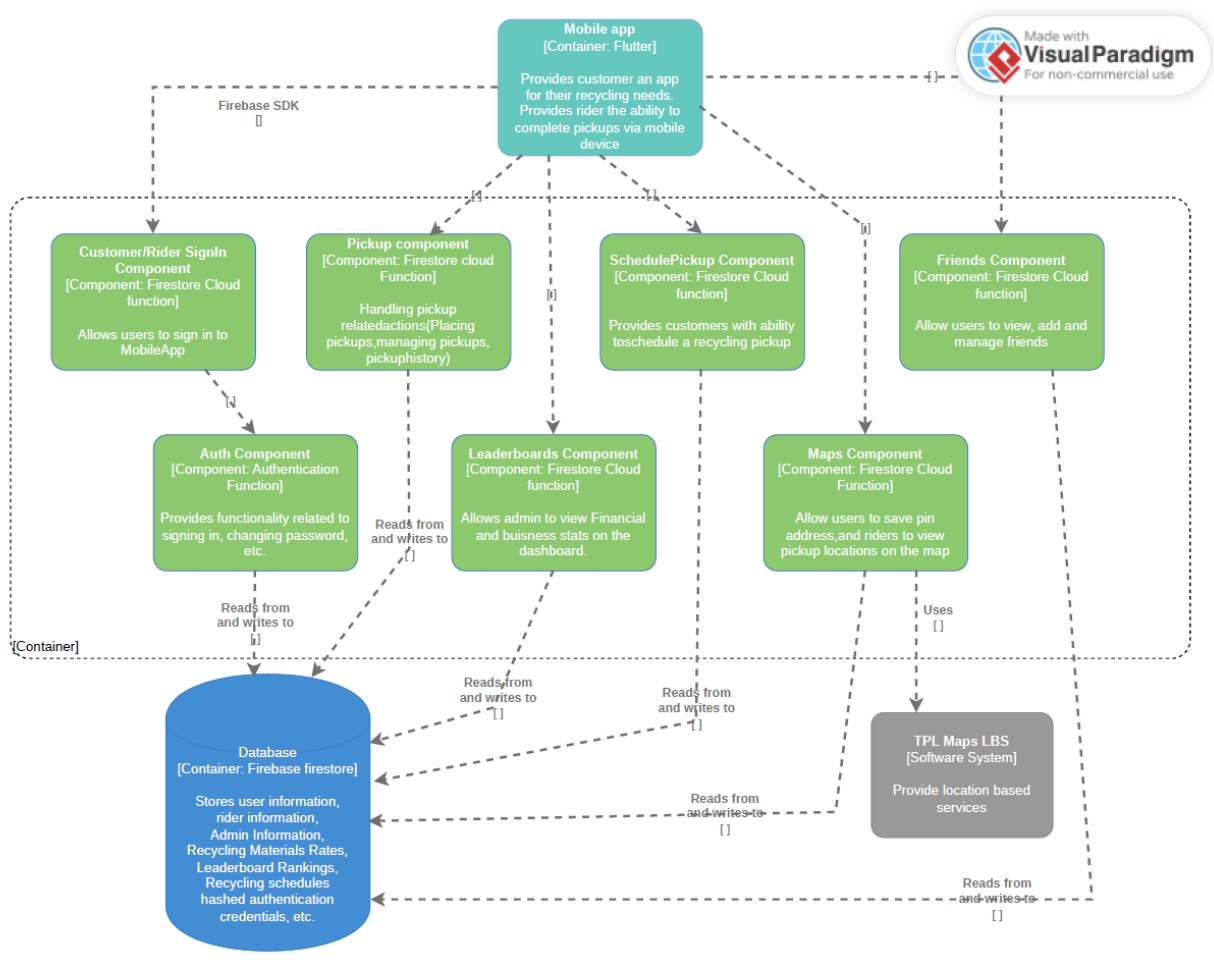 Mobile app
[Container: Flutter]
Provides customer an app
for their recycling needs.
Provides rider the ability to
complete pickups via mobile
device
Made with
VisualParadigm
For non-commercial use
[ ]
Firebase SDK
[]
[ ]
[ ]
[ ]
[ ]
Customer/Rider SignIn
Component
[Component: Firestore Cloud
function]
Allows users to sign in to
MobileApp
Pickup component
[Component: Firestore cloud
Function]
Handling pickup
relatedactions(Placing
pickups,managing pickups,
pickuphistory)
SchedulePickup Component
[Component: Firestore Cloud
function]
Provides customers with ability
toschedule a recycling pickup
Friends Component
[Component: Firestore Cloud
function]
Allow users to view, add and
manage friends
[ ]
Auth Component
[Component: Authentication
Function]
Provides functionality related to
signing in, changing password,
etc.
Reads from
and writes to
[ ]
Leaderboards Component
[Component: Firestore Cloud
function]
Allows admin to view Financial
and buisness stats on the
dashboard.
Maps Component
[Component: Firestore Cloud
Function]
Allow users to save pin
address,and riders to view
pickup locations on the map
Reads from
and writes to
[ ]
Uses
[ ]
[Container]
Reads from
and writes to
[ ]
Reads from
and writes to
[ ]
Database
[Container: Firebase firestore]
Stores user information,
rider information,
Admin Information,
Recycling Materials Rates,
Leaderboard Rankings,
Recycling schedules
hashed authentication
credentials, etc.
TPL Maps LBS
[Software System]
Provide location based
services
Reads from
and writes to
[ ]
Reads from
and writes to
[ ]